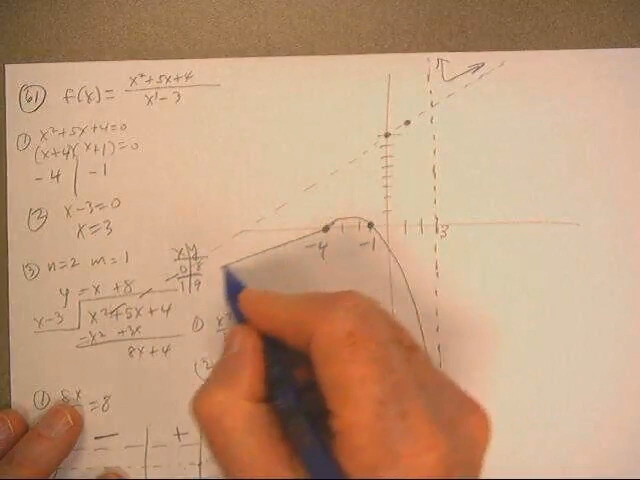 61 f(x) = x²+5x+4
x¹-3
① x²+5x+4=0
(x+4)(x+1)=0
-4 | -1
② x-3=0
x=3
③ n=2 m=1
y = x+8
x-3 x²+5x+4
-x² +3x
8x+4
x y
0 8
1 9
① 8x =8
- +
-4 -1 3